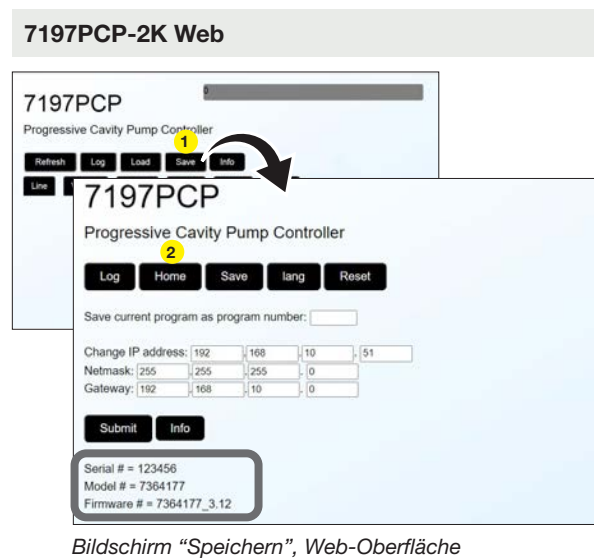 7197PCP-2K Web
0
7197PCP
Progressive Cavity Pump Controller
1
Refresh Log Load Save Info
Line
7197PCP
Progressive Cavity Pump Controller
2
Log Home Save lang Reset
Save current program as program number:
Change IP address: 192 . 168 . 10 . 51
Netmask: 255 . 255 . 255 . 0
Gateway: 192 . 168 . 10 . 0
Submit Info
Serial # = 123456
Model # = 7364177
Firmware # = 7364177_3.12
Bildschirm “Speichern”, Web-Oberfläche